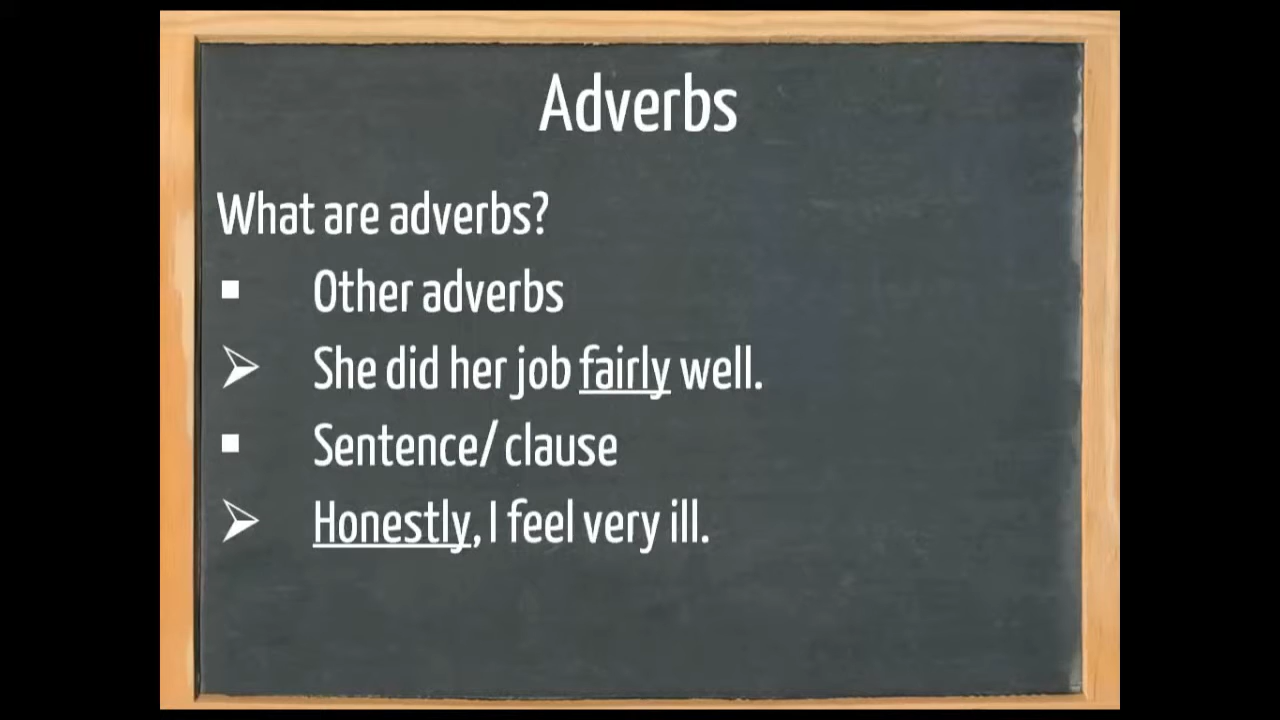 Adverbs
What are adverbs?
▪ Other adverbs
➢ She did her job fairly well.
▪ Sentence/ clause
➢ Honestly, I feel very ill.